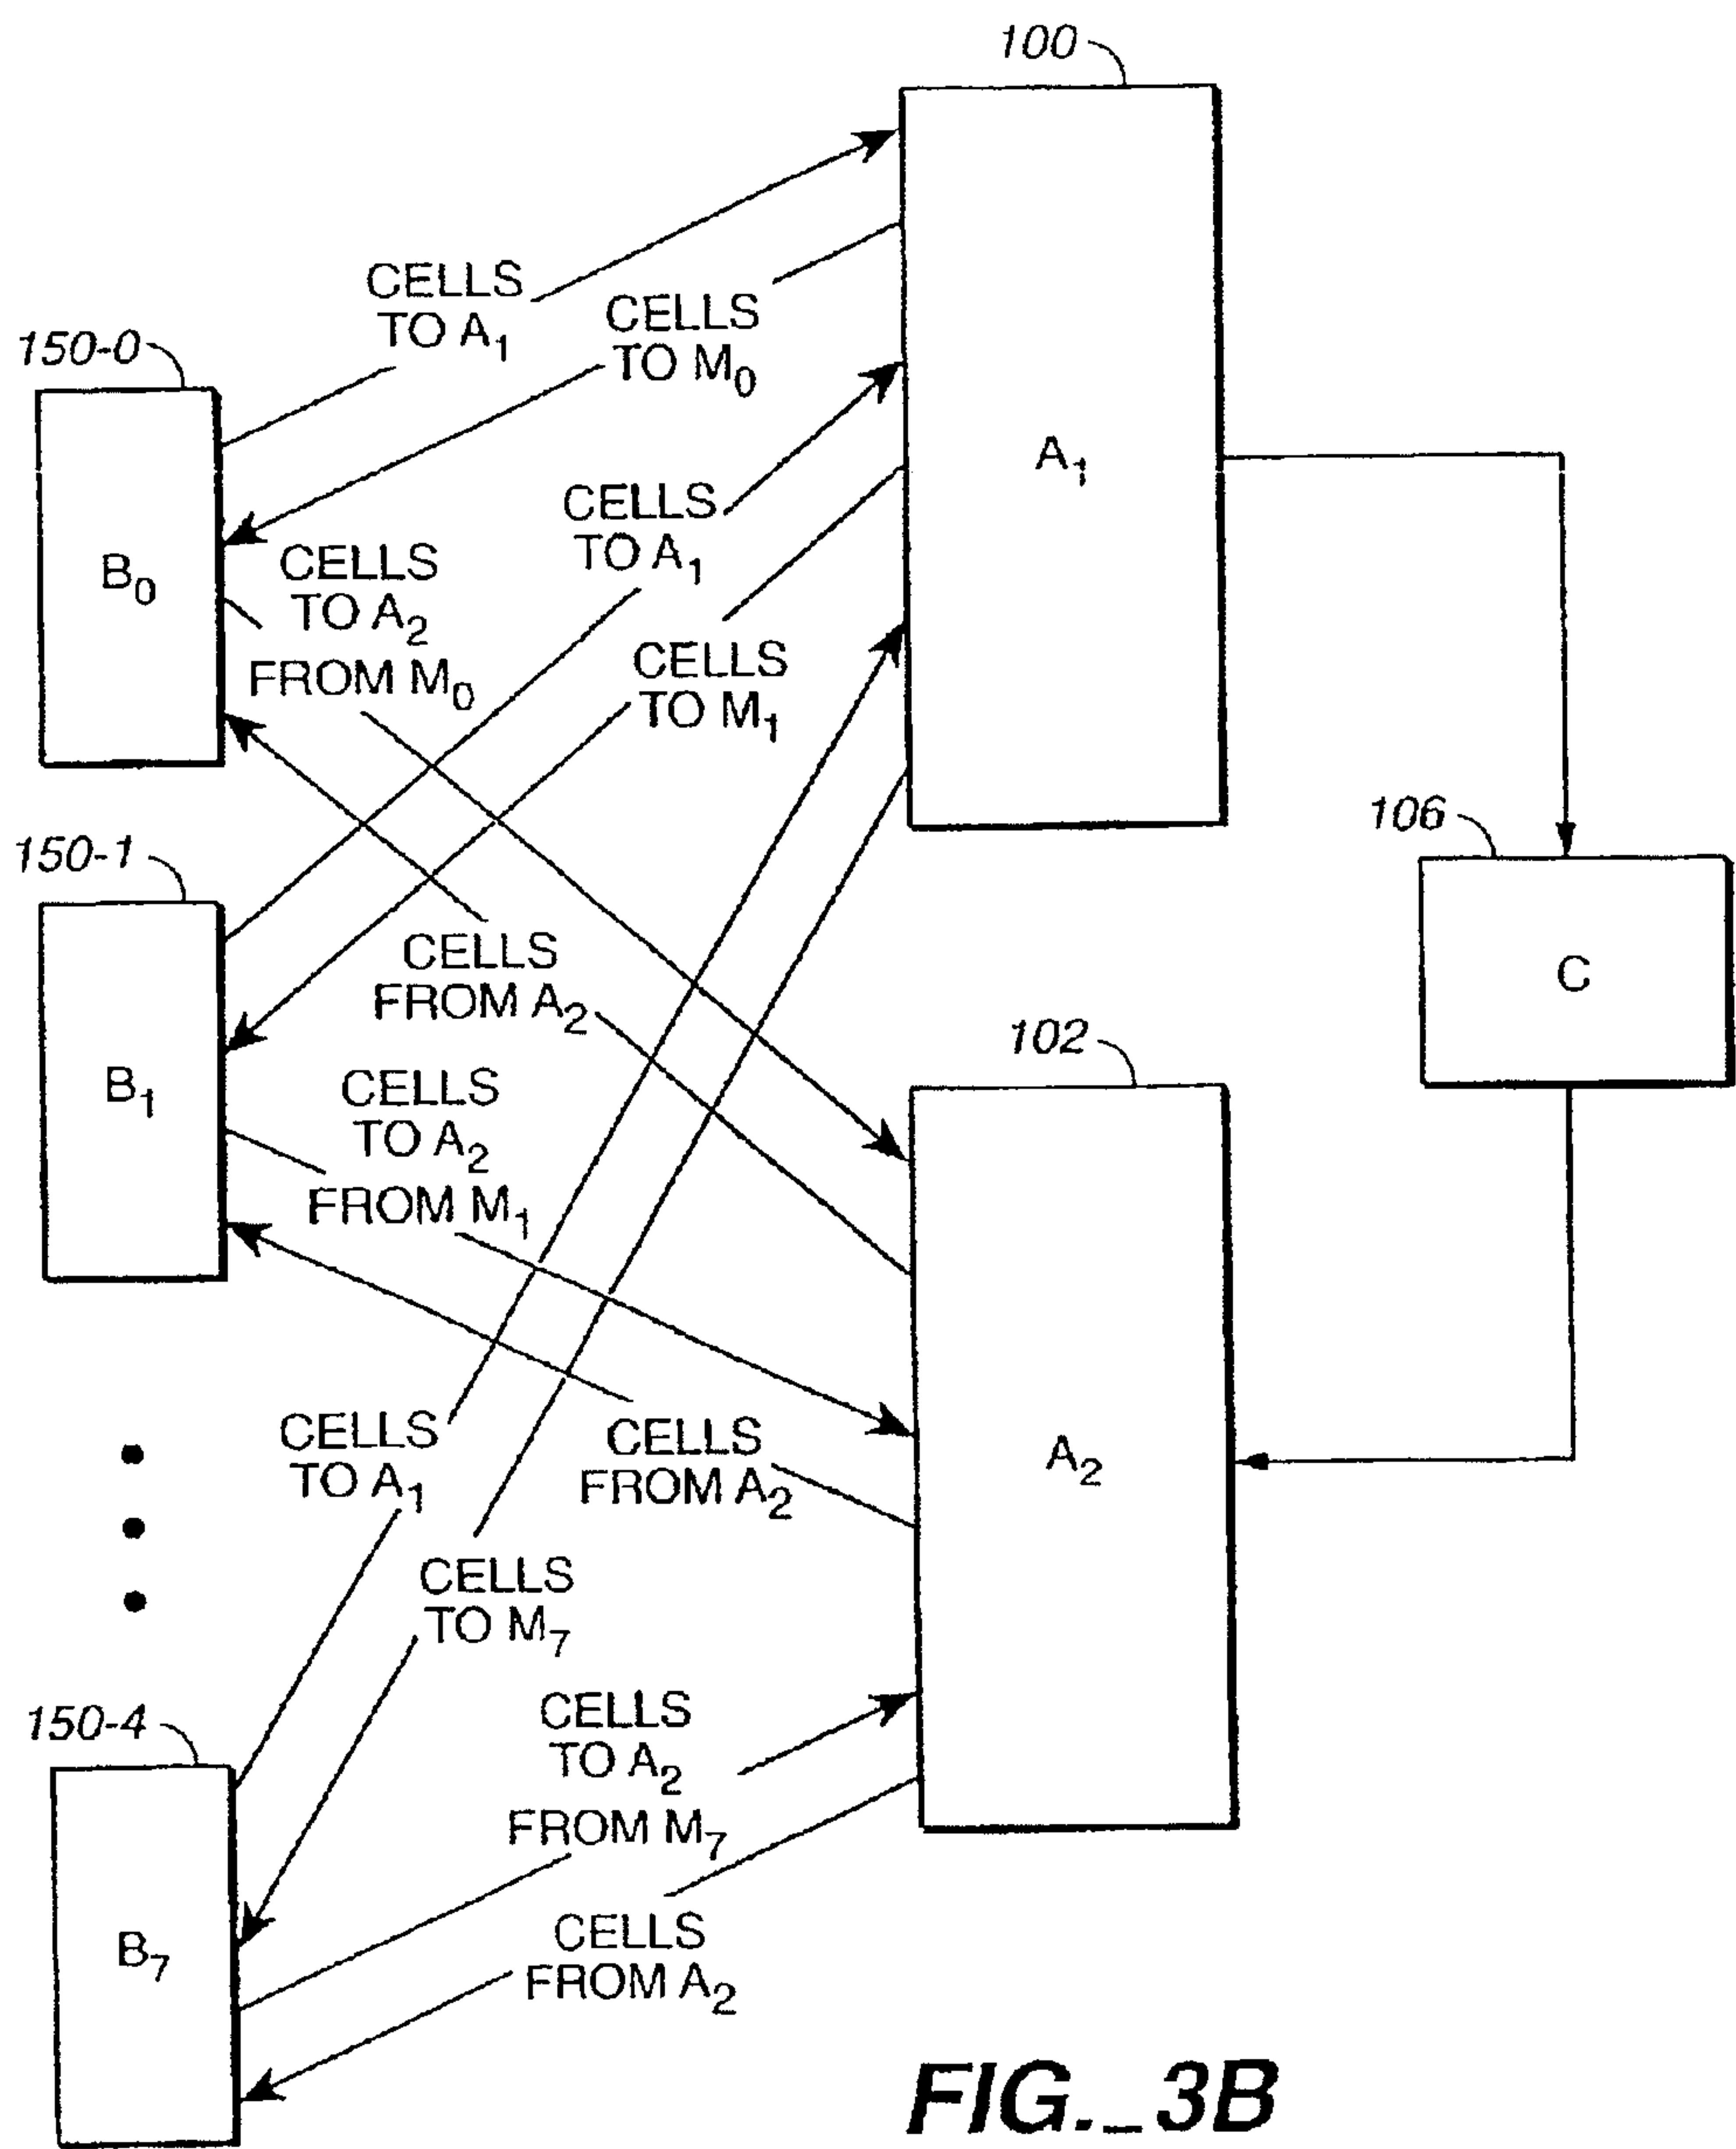 100
CELLS
TO A₁
CELLS
TO M₀
150-0
A₁
CELLS
TO A₁
B₀
CELLS
TO A₂
FROM M₀
CELLS
TO M₁
106
150-1
CELLS
FROM A₂
C
102
B₁
CELLS
TO A₂
FROM M₁
CELLS
TO A₁
CELLS
FROM A₂
A₂
CELLS
TO M₇
150-4
CELLS
TO A₂
FROM M₇
B₇
CELLS
FROM A₂
FIG._3B